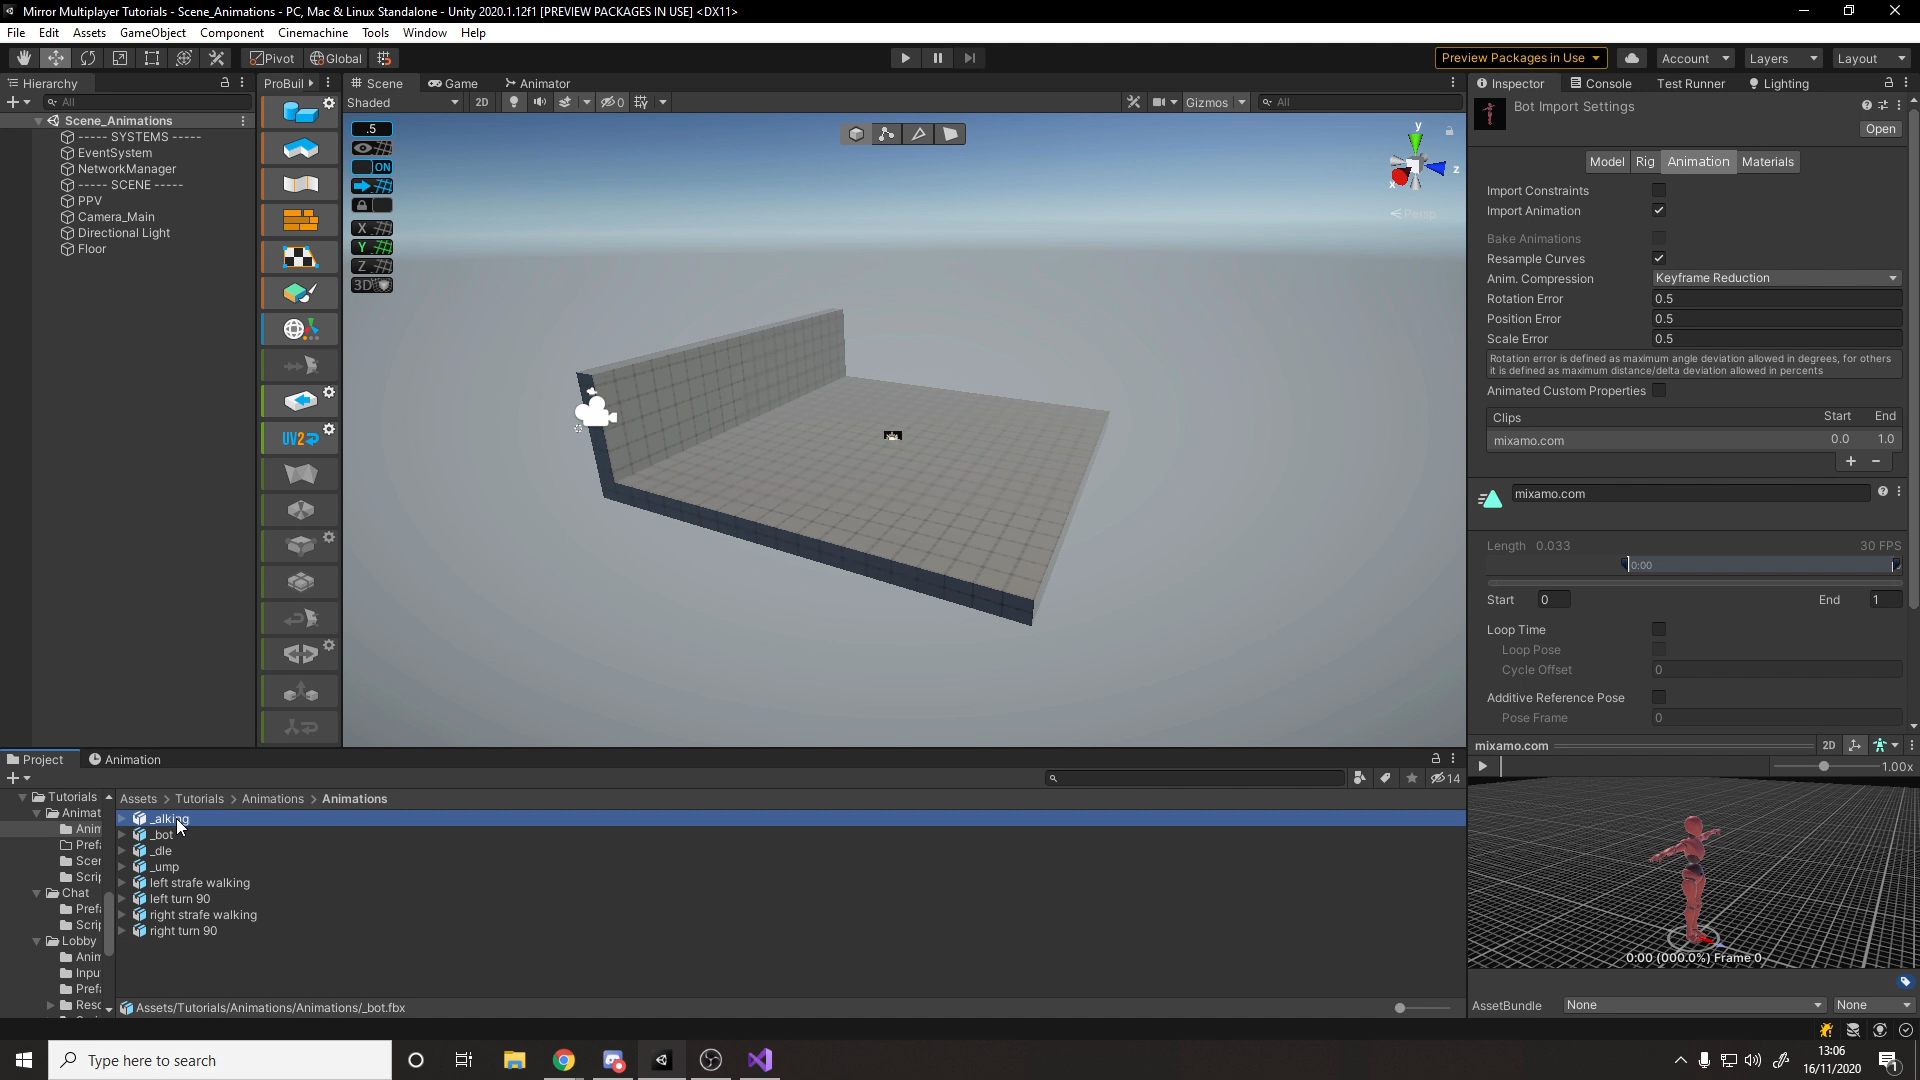 Mirror Multiplayer Tutorials - Scene_Animations - PC, Mac & Linux Standalone - Unity 2020.1.12f1 [PREVIEW PACKAGES IN USE] <DX11>
File Edit Assets GameObject Component Cinemachine Tools Window Help
Pivot Global Preview Packages in Use Account Layers Layout
Hierarchy ProBuil Scene Game Animator Inspector Console Test Runner Lighting
All Shaded 2D 0 Gizmos All
Bot Import Settings
Open
Scene_Animations
----- SYSTEMS -----
EventSystem
NetworkManager
----- SCENE -----
PPV
Camera_Main
Directional Light
Floor
UV2
.5
ON
X
Y
Z
3D
y
z
x
Persp
Model Rig Animation Materials
Import Constraints
Import Animation
Bake Animations
Resample Curves
Anim. Compression Keyframe Reduction
Rotation Error 0.5
Position Error 0.5
Scale Error 0.5
Rotation error is defined as maximum angle deviation allowed in degrees, for others
it is defined as maximum distance/delta deviation allowed in percents
Animated Custom Properties
Clips Start End
mixamo.com 0.0 1.0
+ -
mixamo.com
Length 0.033 30 FPS
0:00
Start 0 End 1
Loop Time
Loop Pose
Cycle Offset 0
Additive Reference Pose
Pose Frame 0
mixamo.com 2D
1.00x
0:00 (000.0%) Frame 0
AssetBundle None None
Project Animation
14
Tutorials
Animat
Anim
Prefa
Scen
Scrip
Chat
Prefa
Scrip
Lobby
Anim
Input
Prefa
Reso
Assets > Tutorials > Animations > Animations
_alking
_bot
_dle
_ump
left strafe walking
left turn 90
right strafe walking
right turn 90
Assets/Tutorials/Animations/Animations/_bot.fbx
Type here to search
13:06
16/11/2020
1